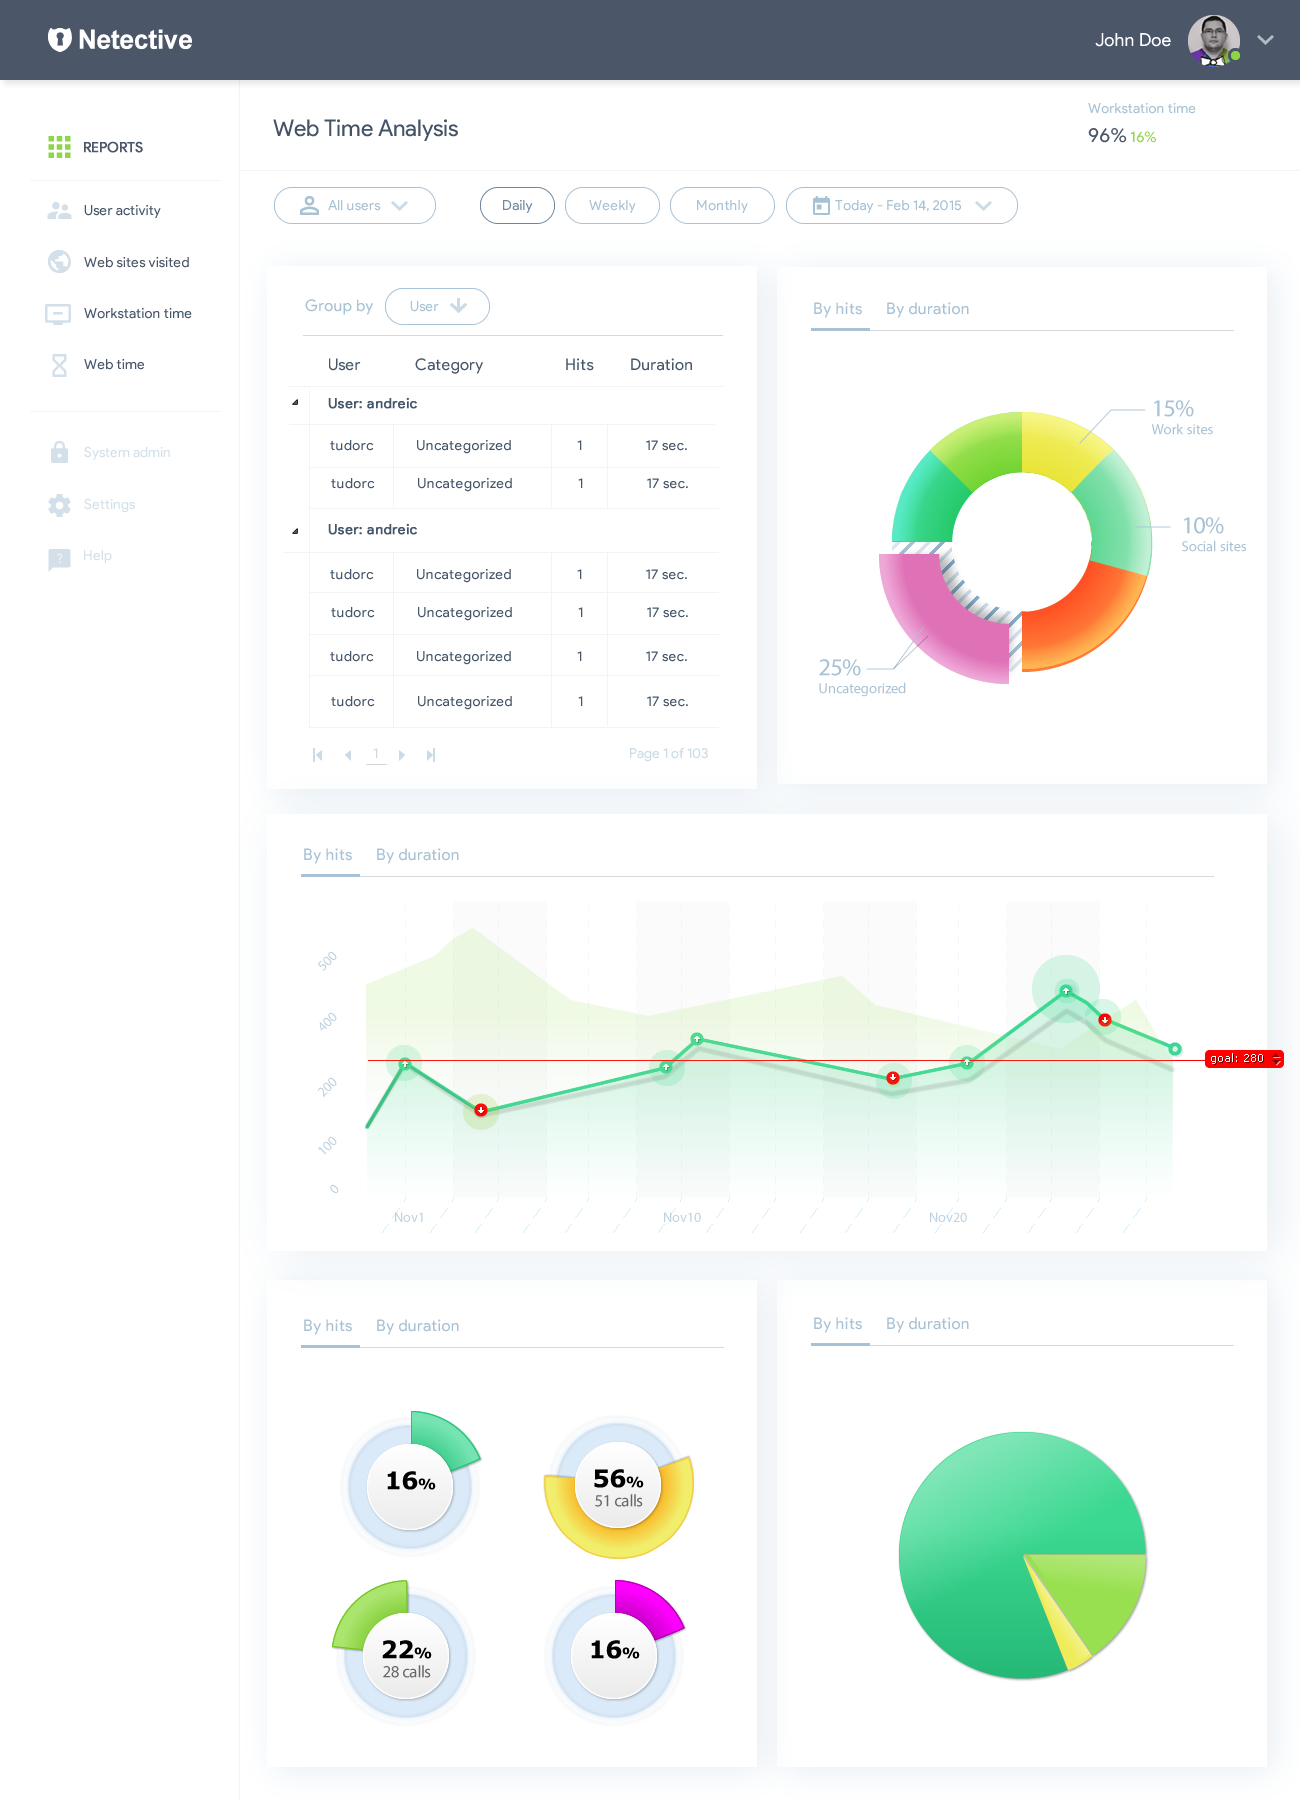 Netective
John Doe
Web Time Analysis
Workstation time
96% 16%
REPORTS
User activity
Web sites visited
Workstation time
Web time
System admin
Settings
Help
All users
Daily
Weekly
Monthly
Today - Feb 14, 2015
Group by User
User Category Hits Duration
User: andreic
tudorc Uncategorized 1 17 sec.
tudorc Uncategorized 1 17 sec.
User: andreic
tudorc Uncategorized 1 17 sec.
tudorc Uncategorized 1 17 sec.
tudorc Uncategorized 1 17 sec.
tudorc Uncategorized 1 17 sec.
1
Page 1 of 103
By hits By duration
15%
Work sites
10%
Social sites
25%
Uncategorized
By hits By duration
500
400
200
100
0
goal: 280
Nov1 Nov10 Nov20
By hits By duration
16%
56%
51 calls
22%
28 calls
16%
By hits By duration